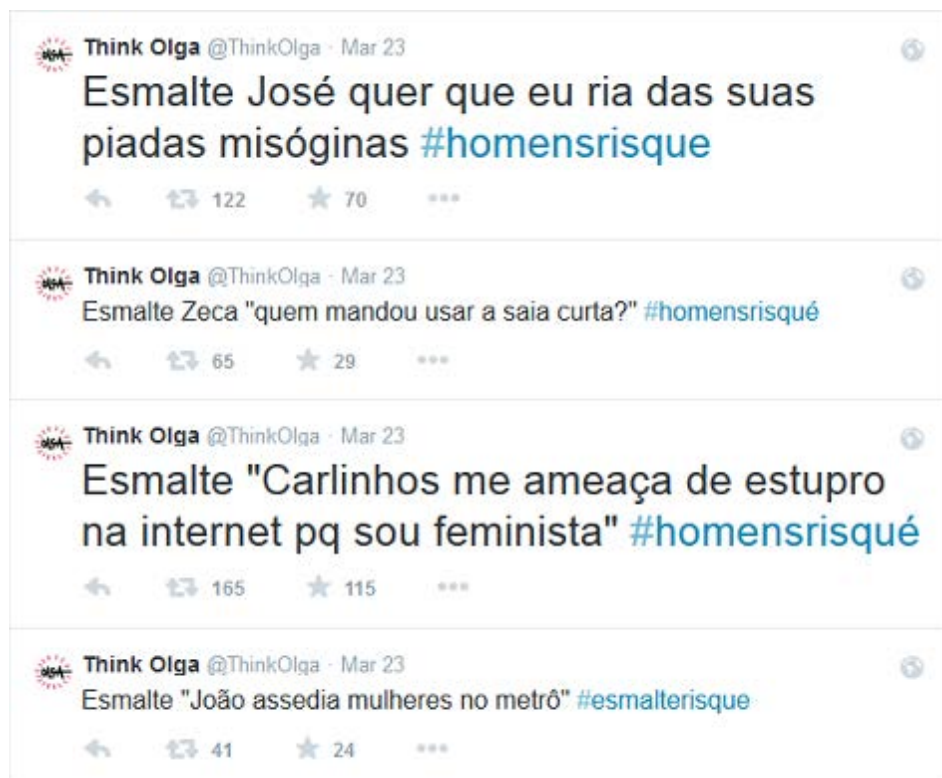 Think Olga @ThinkOlga · Mar 23
Esmalte José quer que eu ria das suas
piadas misóginas #homensrisque
122 70
Think Olga @ThinkOlga · Mar 23
Esmalte Zeca "quem mandou usar a saia curta?" #homensrisqué
65 29
Think Olga @ThinkOlga · Mar 23
Esmalte "Carlinhos me ameaça de estupro
na internet pq sou feminista" #homensrisqué
165 115
Think Olga @ThinkOlga · Mar 23
Esmalte "João assedia mulheres no metrô" #esmalterisque
41 24